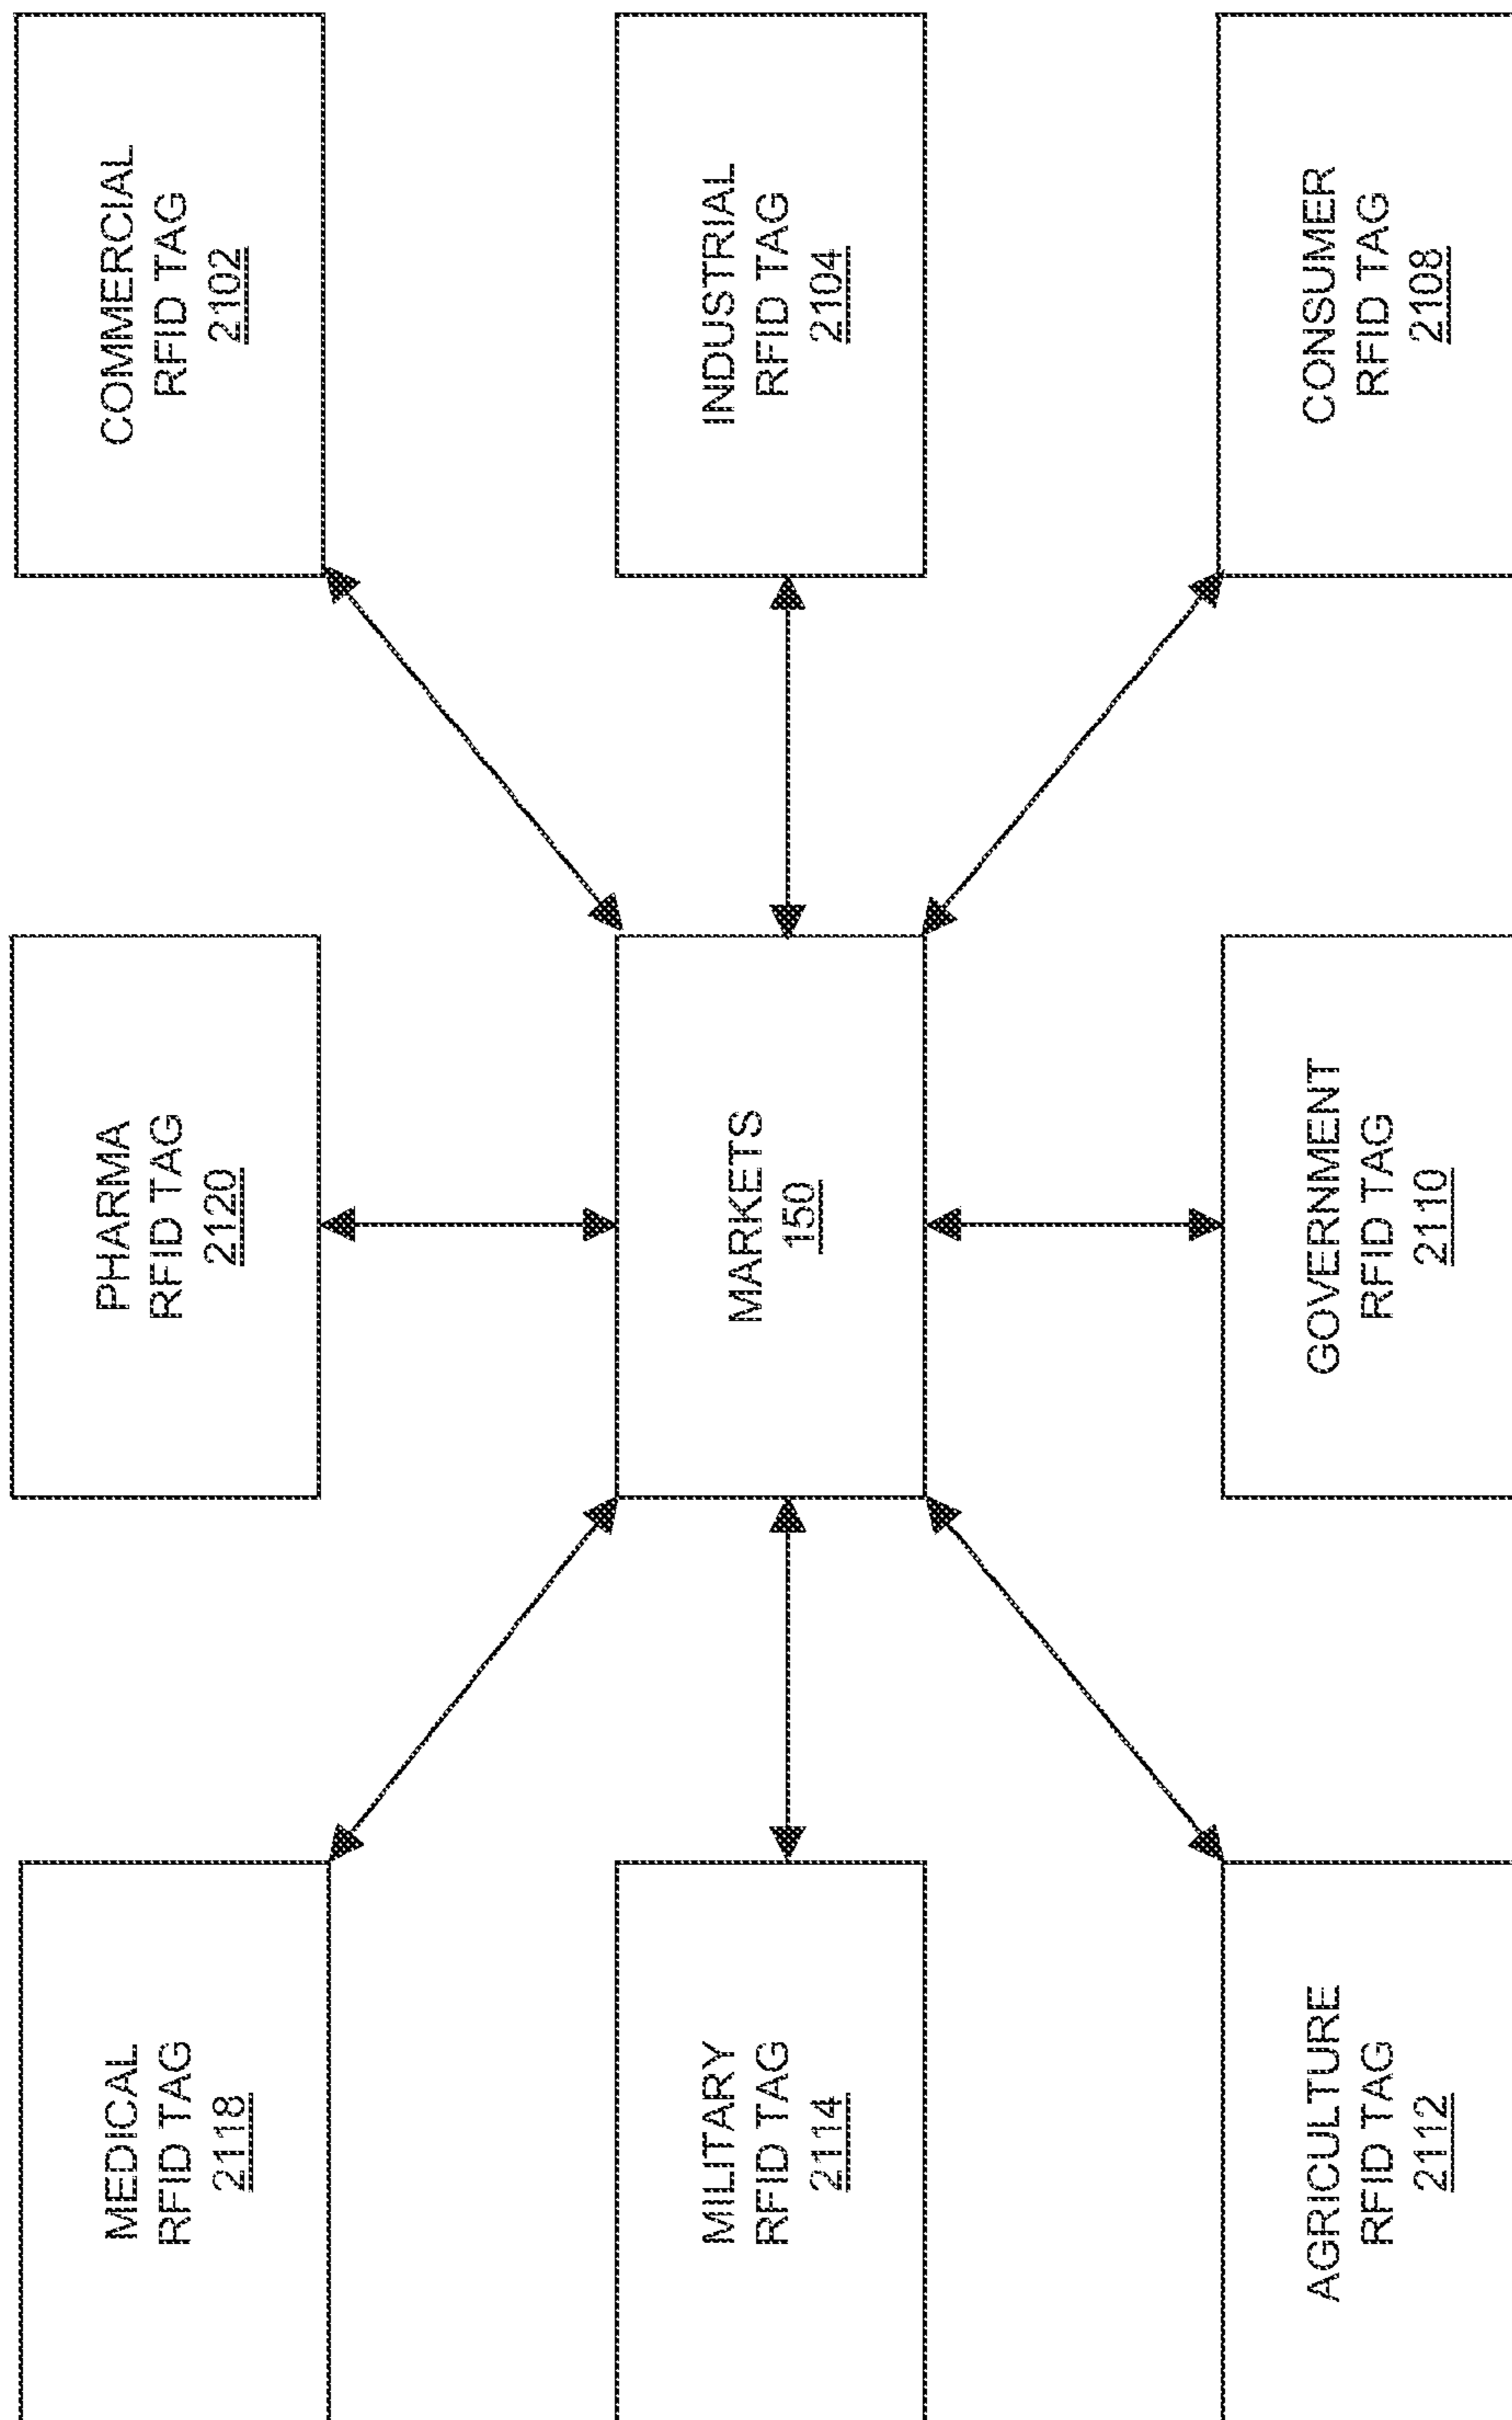 MEDICAL
RFID TAG
2118
PHARMA
RFID TAG
2120
COMMERCIAL
RFID TAG
2102
MILITARY
RFID TAG
2114
MARKETS
150
INDUSTRIAL
RFID TAG
2104
AGRICULTURE
RFID TAG
2112
GOVERNMENT
RFID TAG
2110
CONSUMER
RFID TAG
2108